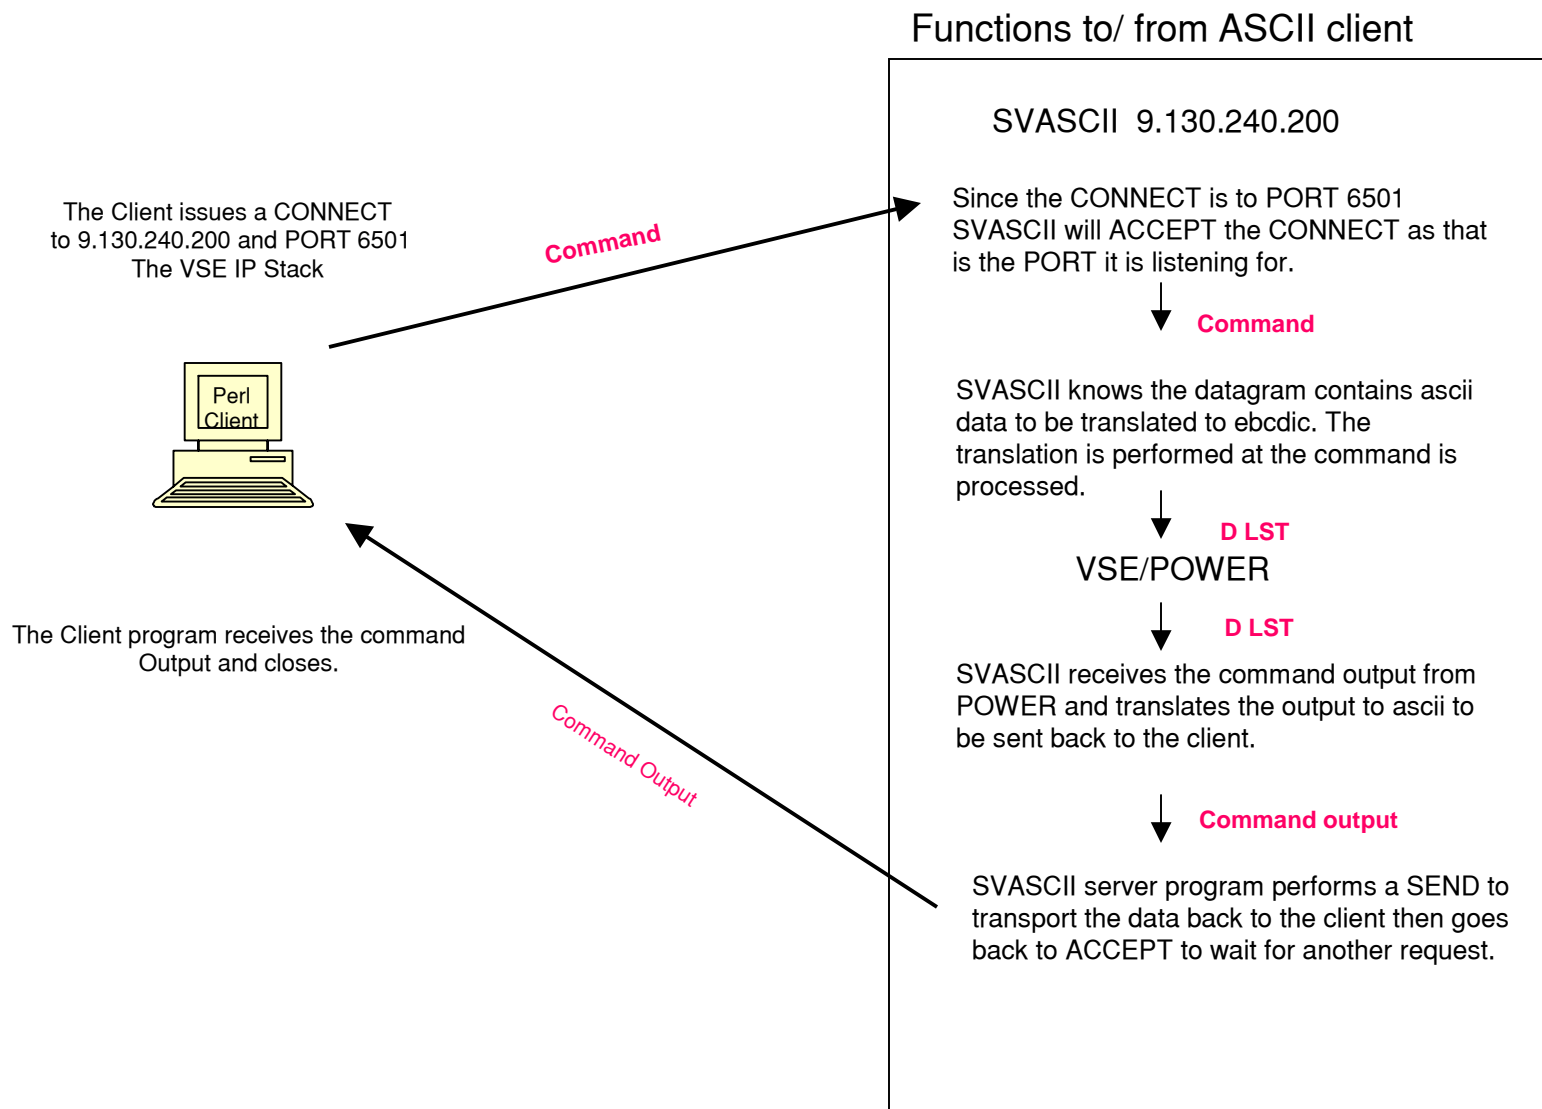 Functions to/ from ASCII client
SVASCII 9.130.240.200
The Client issues a CONNECT
to 9.130.240.200 and PORT 6501
The VSE IP Stack
Command
Since the CONNECT is to PORT 6501
SVASCII will ACCEPT the CONNECT as that
is the PORT it is listening for.
Command
Perl
Client
SVASCII knows the datagram contains ascii
data to be translated to ebcdic. The
translation is performed at the command is
processed.
D LST
VSE/POWER
D LST
The Client program receives the command
Output and closes.
SVASCII receives the command output from
POWER and translates the output to ascii to
be sent back to the client.
Command Output
Command output
SVASCII server program performs a SEND to
transport the data back to the client then goes
back to ACCEPT to wait for another request.